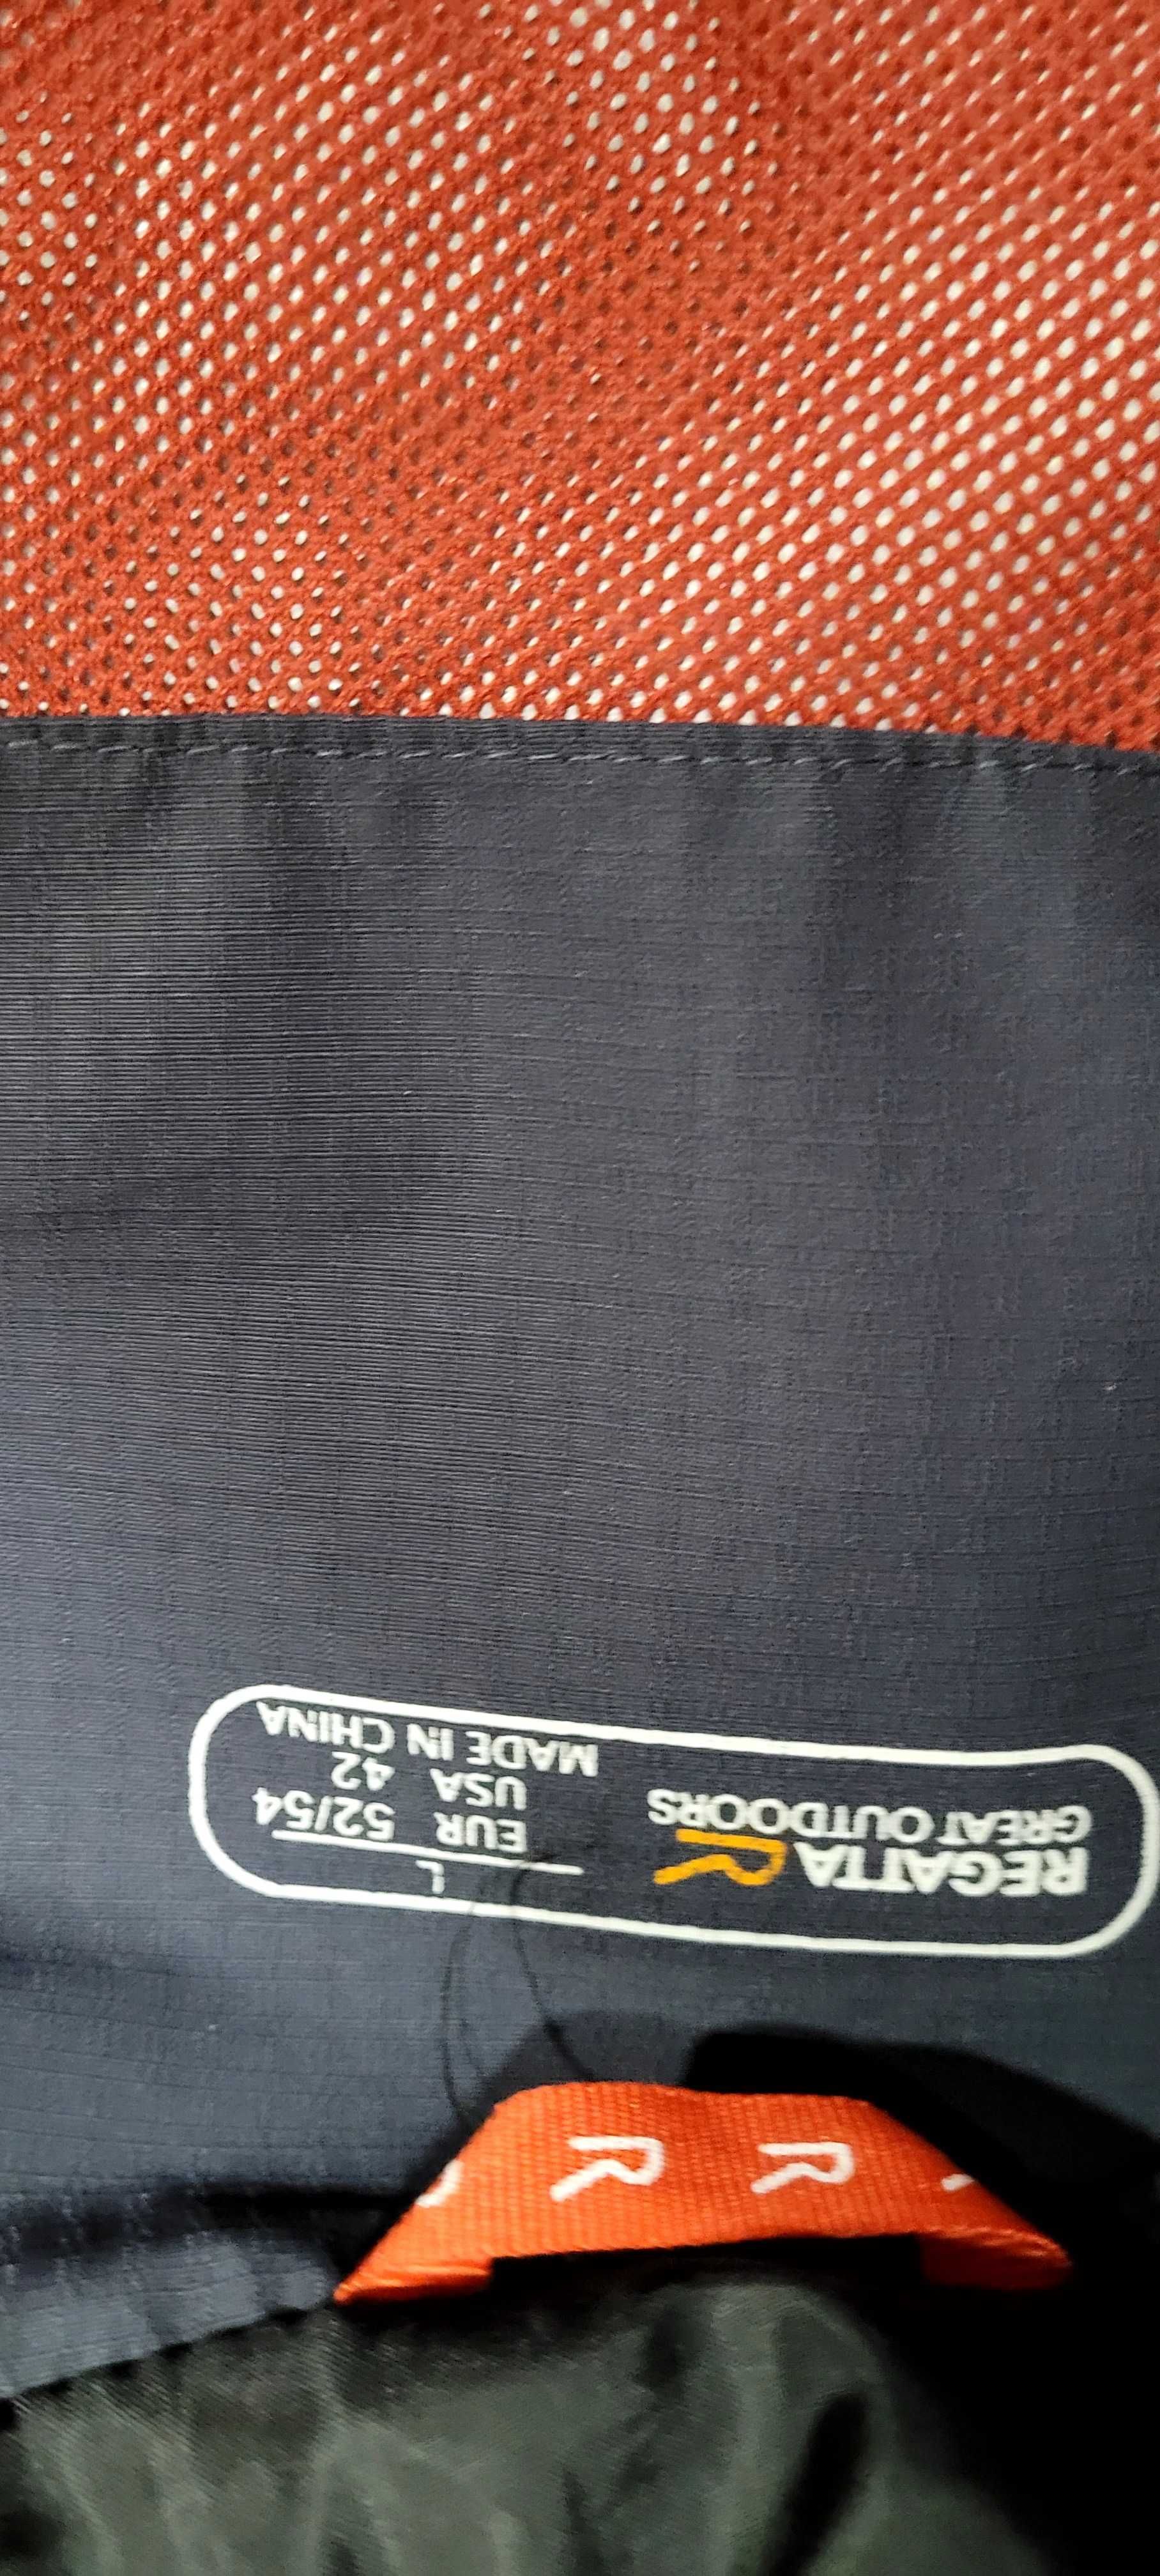 REGATTA
GREAT OUTDOORS
L
EUR 52/54
USA 42
MADE IN CHINA
R R